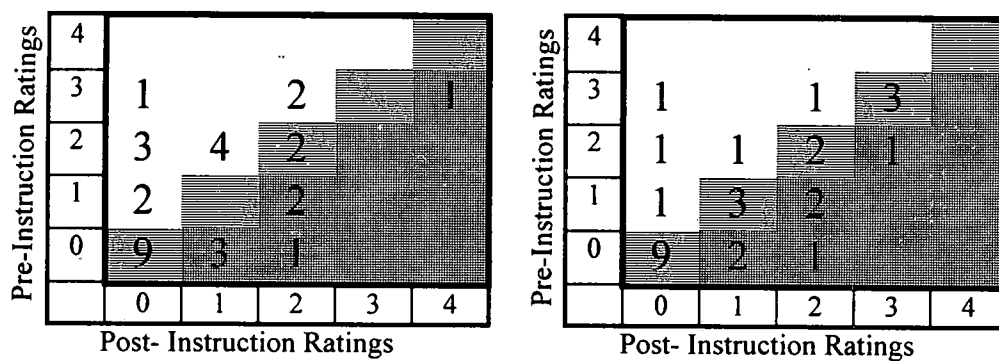 Pre-Instruction Ratings
4
3 1 2 1
2 3 4 2
1 2 2
0 9 3 1
0 1 2 3 4
Post- Instruction Ratings
Pre-Instruction Ratings
4
3 1 1 3
2 1 1 2 1
1 1 3 2
0 9 2 1
0 1 2 3 4
Post- Instruction Ratings